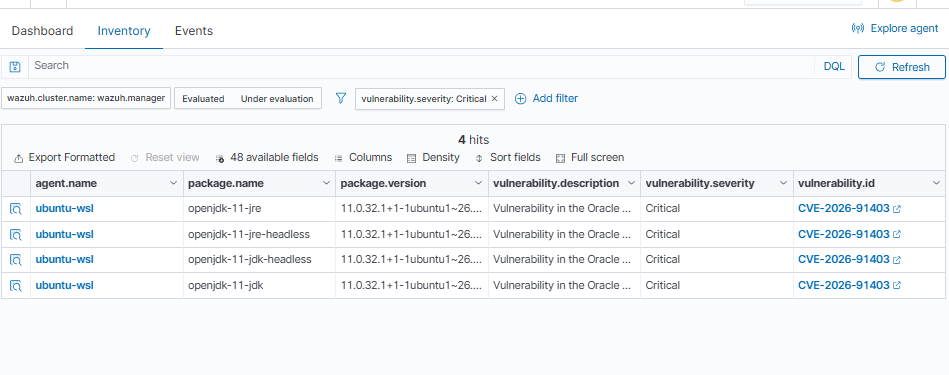 Dashboard Inventory Events Explore agent
Search DQL Refresh
wazuh.cluster.name: wazuh.manager Evaluated Under evaluation vulnerability.severity: Critical × Add filter
4 hits
Export Formatted Reset view 48 available fields Columns Density Sort fields Full screen
agent.name package.name package.version vulnerability.description vulnerability.severity vulnerability.id
ubuntu-wsl openjdk-11-jre 11.0.32.1+1-1ubuntu1~26.... Vulnerability in the Oracle ... Critical CVE-2026-91403
ubuntu-wsl openjdk-11-jre-headless 11.0.32.1+1-1ubuntu1~26.... Vulnerability in the Oracle ... Critical CVE-2026-91403
ubuntu-wsl openjdk-11-jdk-headless 11.0.32.1+1-1ubuntu1~26.... Vulnerability in the Oracle ... Critical CVE-2026-91403
ubuntu-wsl openjdk-11-jdk 11.0.32.1+1-1ubuntu1~26.... Vulnerability in the Oracle ... Critical CVE-2026-91403